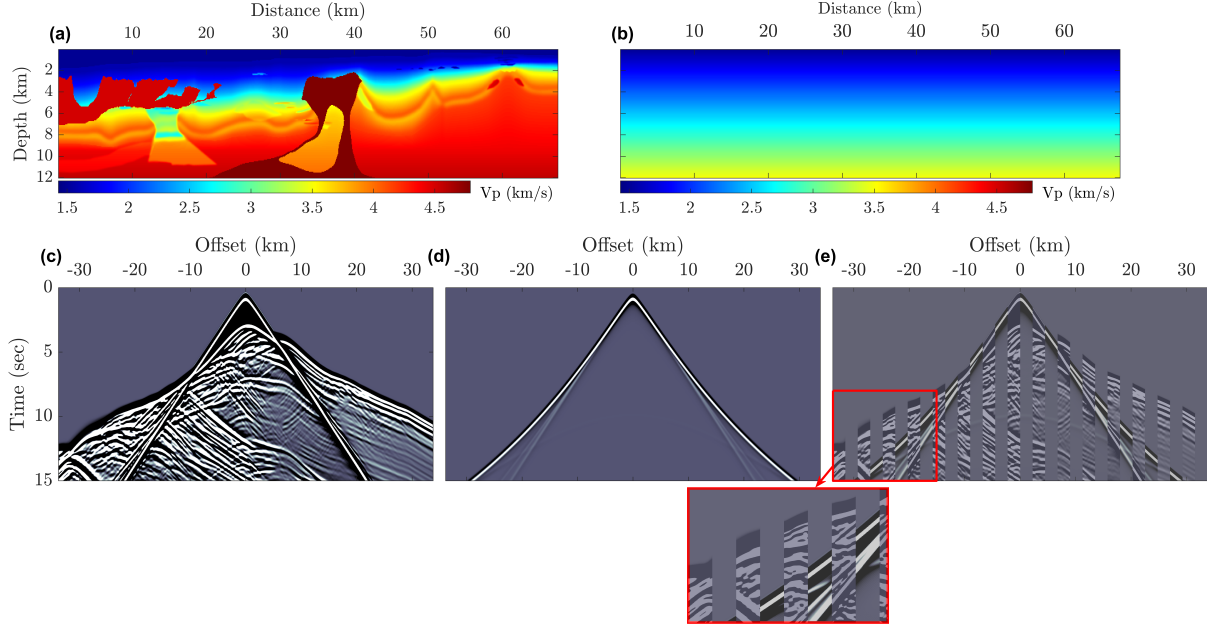 Distance (km)
(a) 10 20 30 40 50 60
Depth (km)
2
4
6
8
10
12
1.5 2 2.5 3 3.5 4 4.5 Vp (km/s)
Distance (km)
(b) 10 20 30 40 50 60
1.5 2 2.5 3 3.5 4 4.5 Vp (km/s)
Offset (km)
(c) -30 -20 -10 0 10 20 30
Time (sec)
0
5
10
15
Offset (km)
(d) -30 -20 -10 0 10 20 30
Offset (km)
(e) -30 -20 -10 0 10 20 30